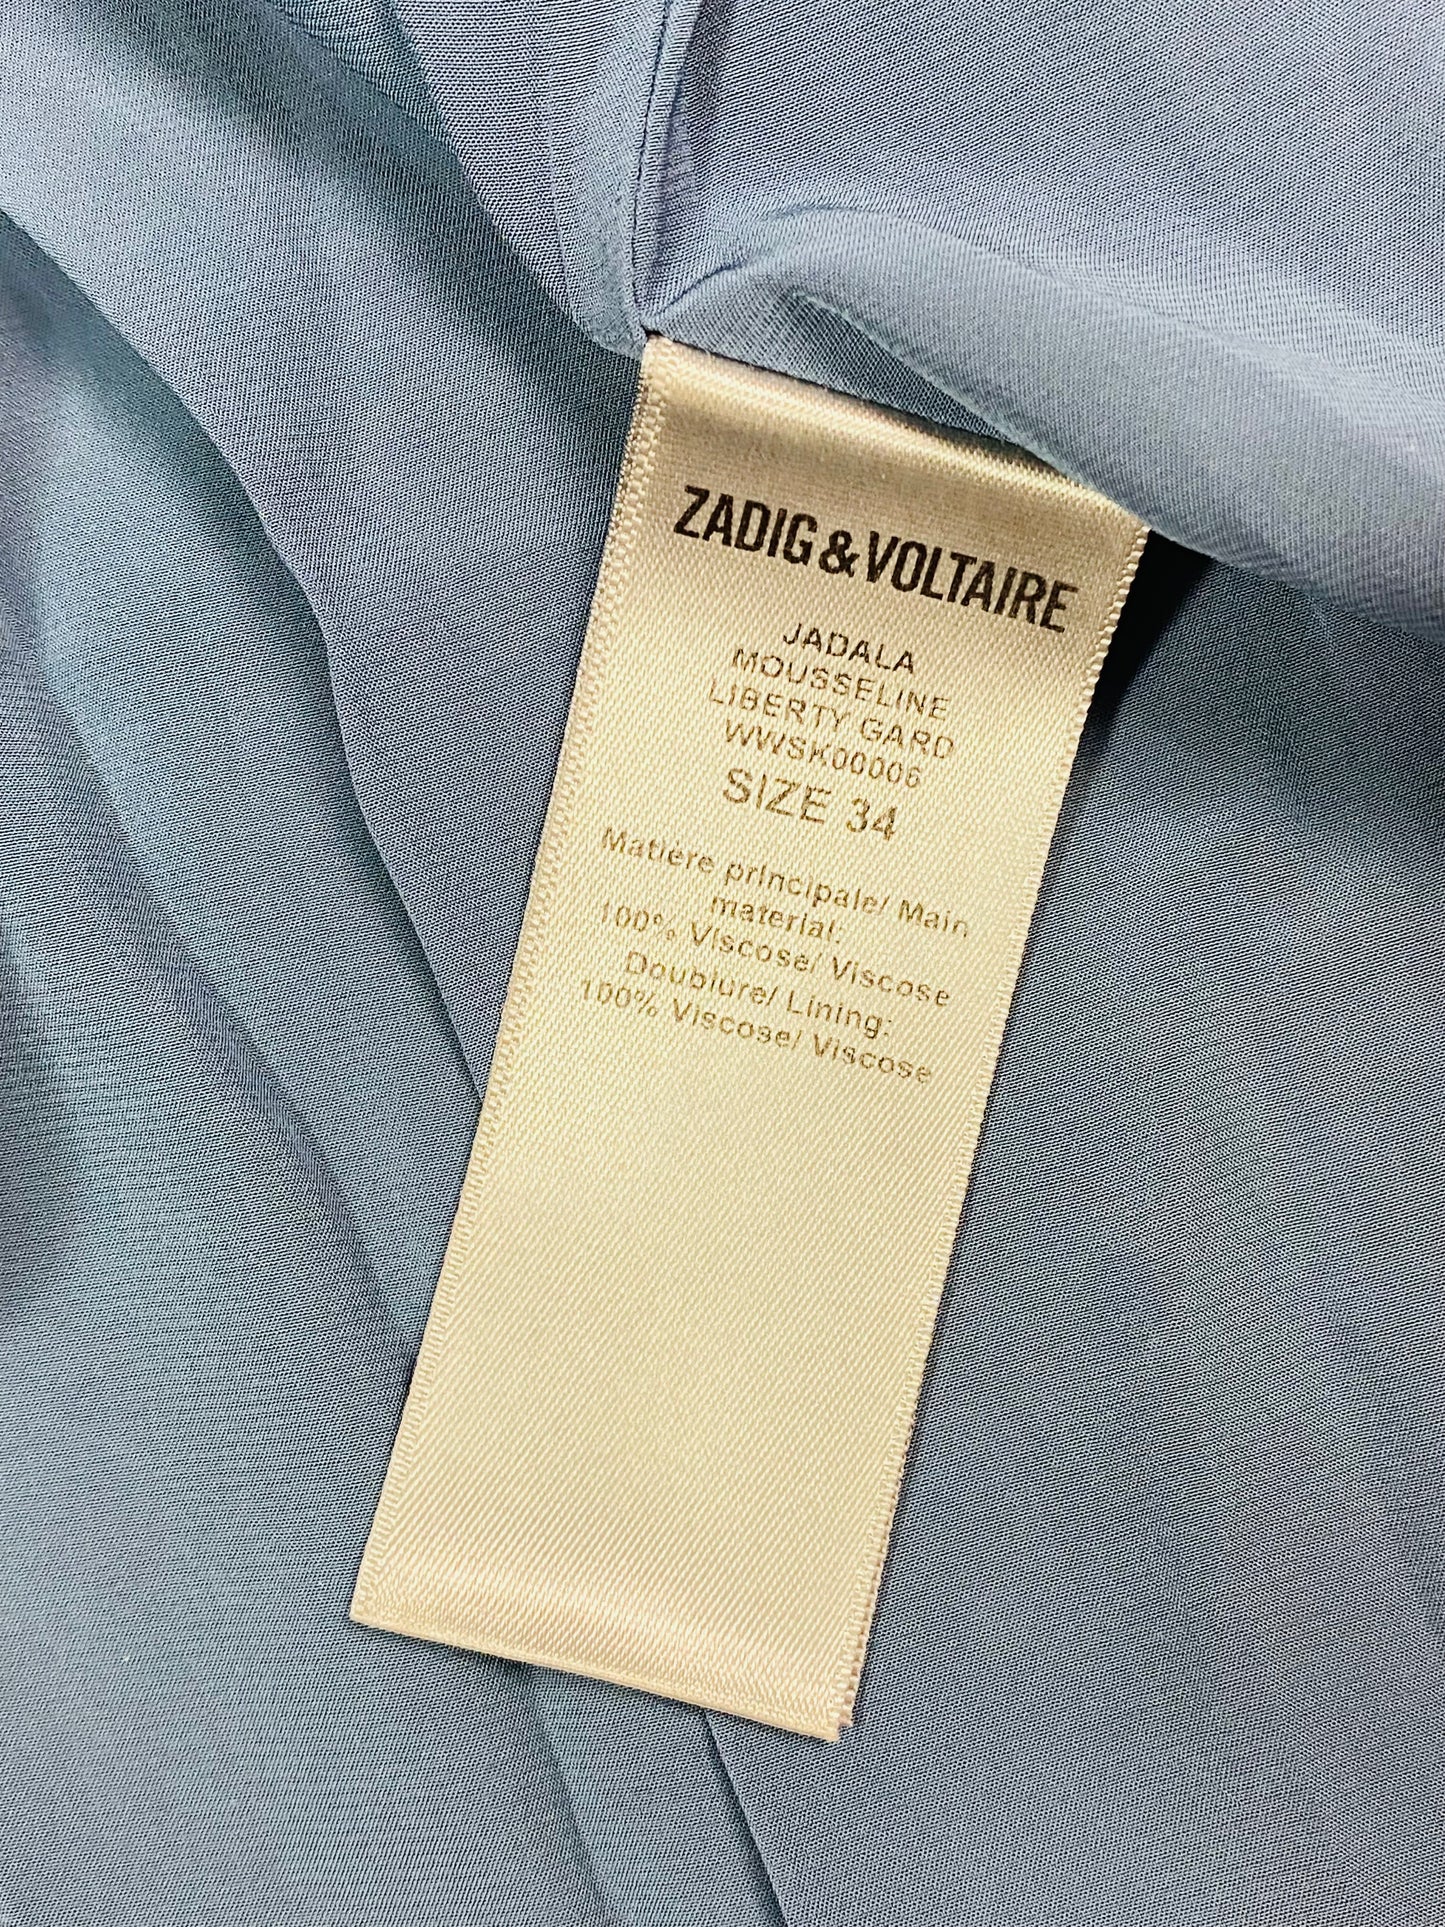 ZADIG & VOLTAIRE
JADALA
MOUSSELINE
LIBERTY GARD
WWSK00006
SIZE 34
Matière principale/ Main
material:
100% Viscose/ Viscose
Doublure/ Lining:
100% Viscose/ Viscose